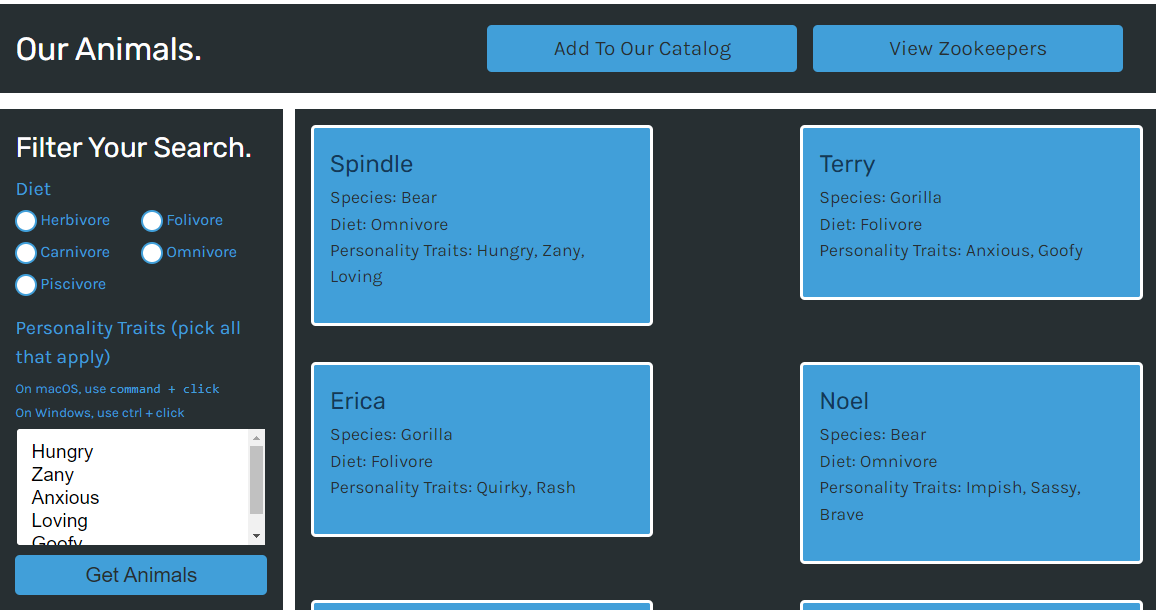 Our Animals.
Add To Our Catalog
View Zookeepers
Filter Your Search.
Diet
Herbivore
Folivore
Carnivore
Omnivore
Piscivore
Personality Traits (pick all
that apply)
On macOS, use command + click
On Windows, use ctrl + click
Hungry
Zany
Anxious
Loving
Goofy
Get Animals
Spindle
Species: Bear
Diet: Omnivore
Personality Traits: Hungry, Zany,
Loving
Terry
Species: Gorilla
Diet: Folivore
Personality Traits: Anxious, Goofy
Erica
Species: Gorilla
Diet: Folivore
Personality Traits: Quirky, Rash
Noel
Species: Bear
Diet: Omnivore
Personality Traits: Impish, Sassy,
Brave